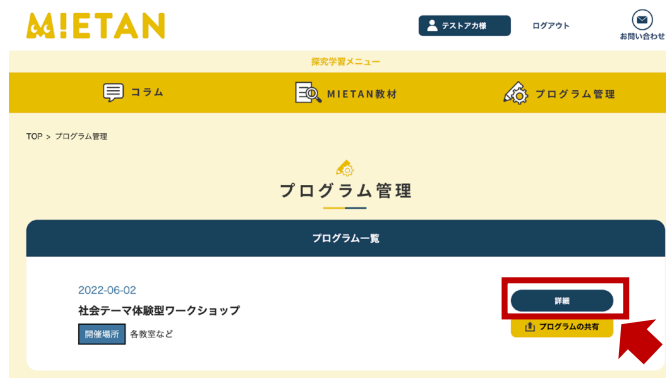 MIETAN
テストアカ様
ログアウト
お問い合わせ
探究学習メニュー
コラム
MIETAN教材
プログラム管理
TOP > プログラム管理
プログラム管理
プログラム一覧
2022-06-02
社会テーマ体験型ワークショップ
開催場所 各教室など
詳細
プログラムの共有